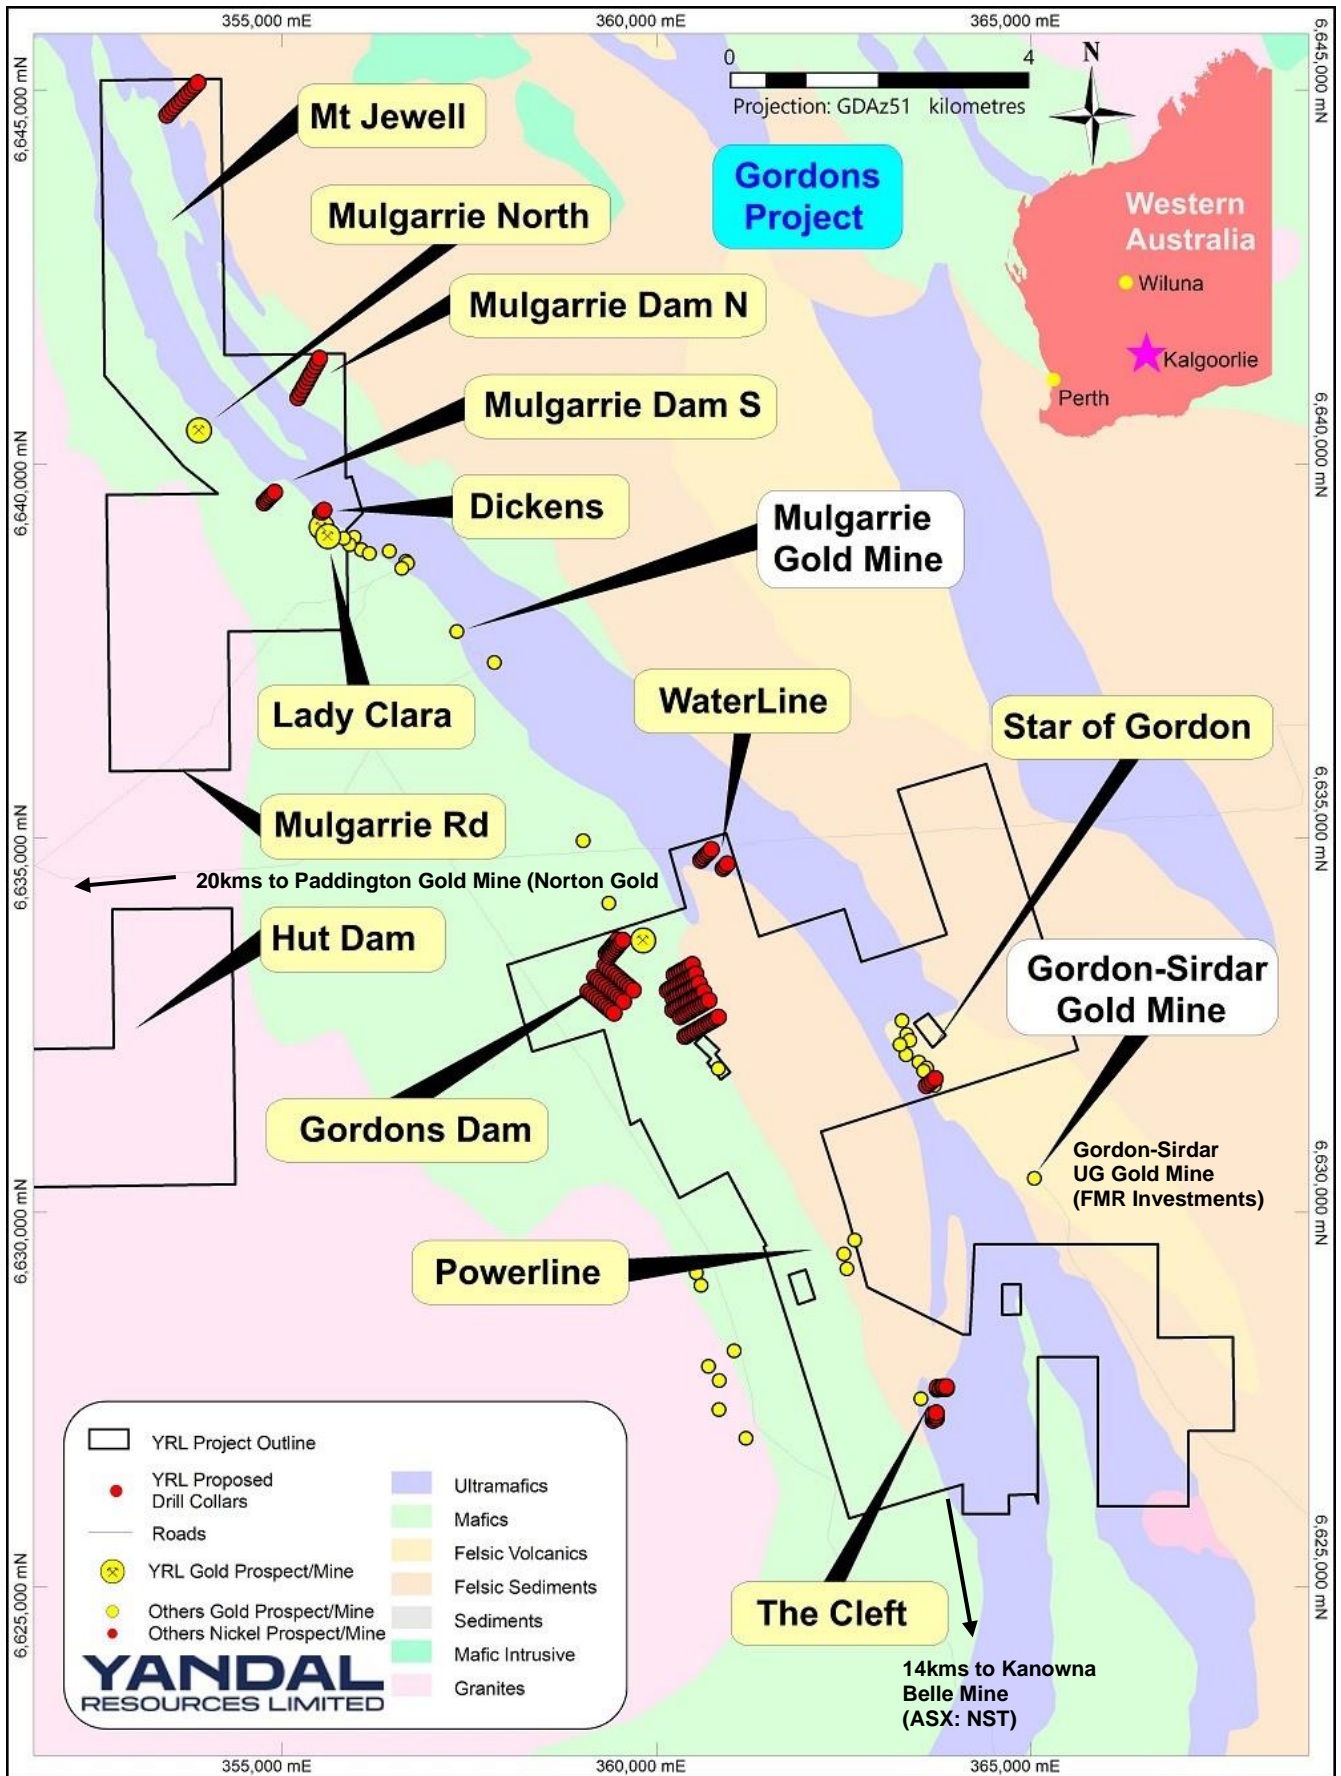 355,000 mE
360,000 mE
365,000 mE
6,645,000 mN
6,645,000 mN
0
4
Projection: GDAz51 kilometres
N
Mt Jewell
Gordons
Project
Western
Australia
Wiluna
Kalgoorlie
Perth
Mulgarrie North
Mulgarrie Dam N
Mulgarrie Dam S
6,640,000 mN
6,640,000 mN
Dickens
Mulgarrie
Gold Mine
Lady Clara
WaterLine
Star of Gordon
Mulgarrie Rd
6,635,000 mN
6,635,000 mN
20kms to Paddington Gold Mine (Norton Gold
Hut Dam
Gordon-Sirdar
Gold Mine
Gordons Dam
Gordon-Sirdar
UG Gold Mine
(FMR Investments)
6,630,000 mN
6,630,000 mN
Powerline
YRL Project Outline
YRL Proposed
Drill Collars
Roads
YRL Gold Prospect/Mine
Others Gold Prospect/Mine
Others Nickel Prospect/Mine
Ultramafics
Mafics
Felsic Volcanics
Felsic Sediments
Sediments
Mafic Intrusive
Granites
YANDAL
RESOURCES LIMITED
6,625,000 mN
6,625,000 mN
The Cleft
14kms to Kanowna
Belle Mine
(ASX: NST)
355,000 mE
360,000 mE
365,000 mE